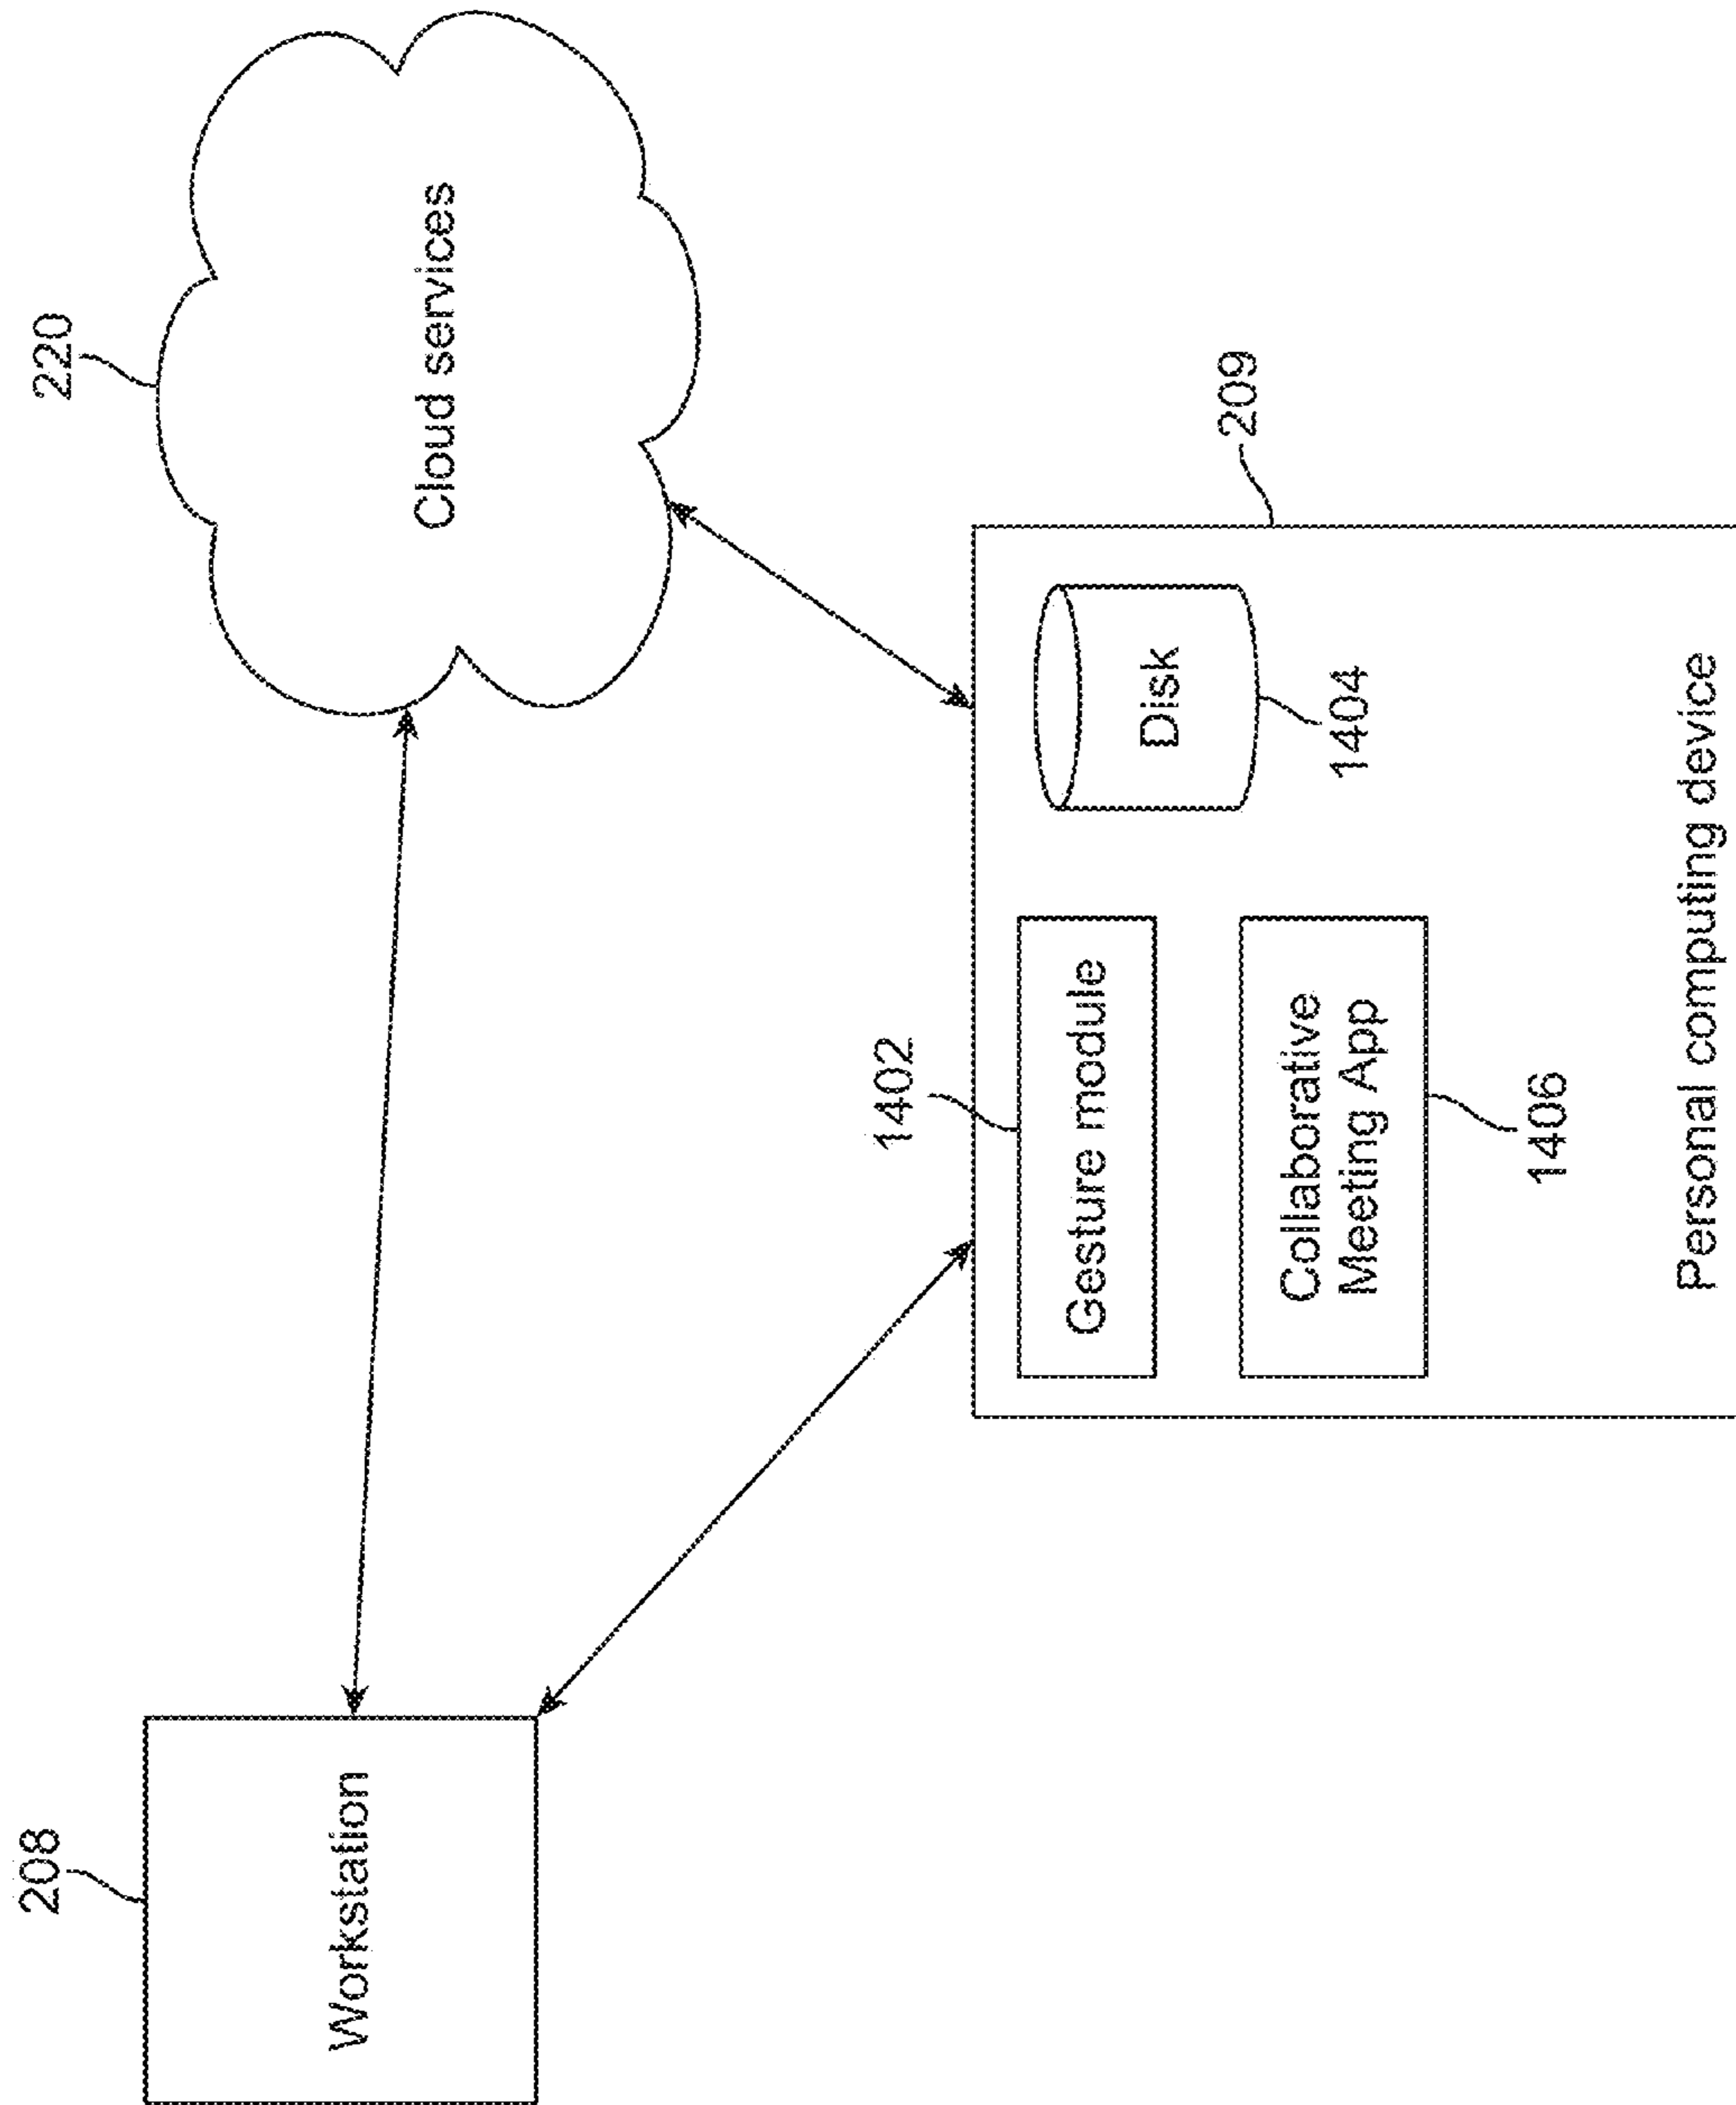 208
Workstation
220
Cloud services
209
1402
Gesture module
Disk
1404
Collaborative
Meeting App
1406
Personal computing device